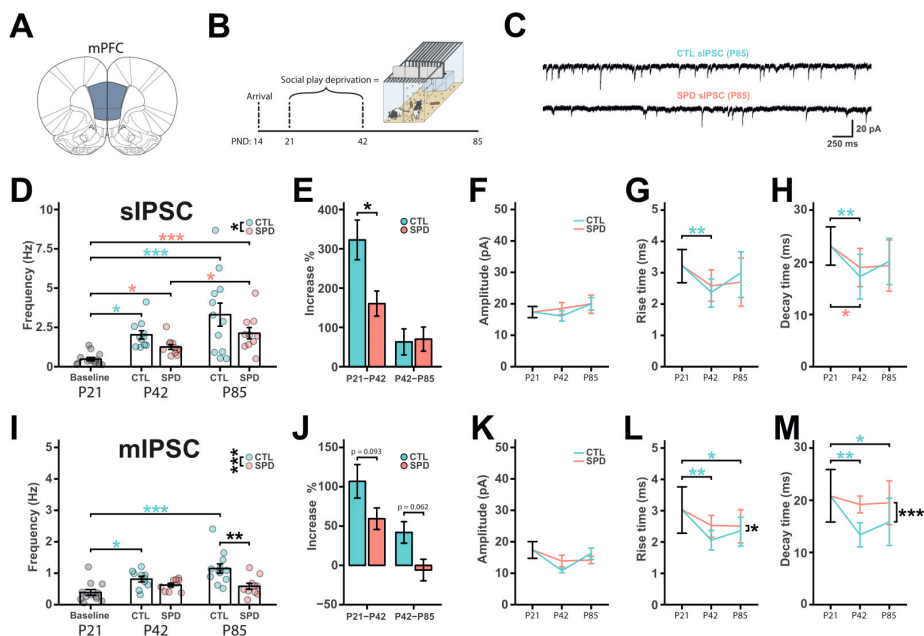 A
mPFC
B
Social play deprivation =
Arrival
PND: 14
21
42
85
C
CTL sIPSC (P85)
SPD sIPSC (P85)
20 pA
250 ms
D
sIPSC
CTL
SPD
*
***
***
*
*
*
Frequency (Hz)
10
7.5
5
2.5
0
Baseline
CTL
SPD
CTL
SPD
P21
P42
P85
E
*
CTL
SPD
Increase %
400
300
200
100
0
P21–P42
P42–P85
F
CTL
SPD
Amplitude (pA)
60
40
20
0
P21
P42
P85
G
**
Rise time (ms)
5
4
3
2
1
0
P21
P42
P85
H
**
*
Decay time (ms)
30
20
10
0
P21
P42
P85
I
mIPSC
CTL
SPD
***
***
**
*
Frequency (Hz)
5
4
3
2
1
0
Baseline
CTL
SPD
CTL
SPD
P21
P42
P85
J
p = 0.093
p = 0.062
CTL
SPD
Increase %
150
100
50
0
−50
P21–P42
P42–P85
K
CTL
SPD
Amplitude (pA)
60
40
20
0
P21
P42
P85
L
*
**
*
Rise time (ms)
5
4
3
2
1
0
P21
P42
P85
M
*
**
***
Decay time (ms)
30
20
10
0
P21
P42
P85